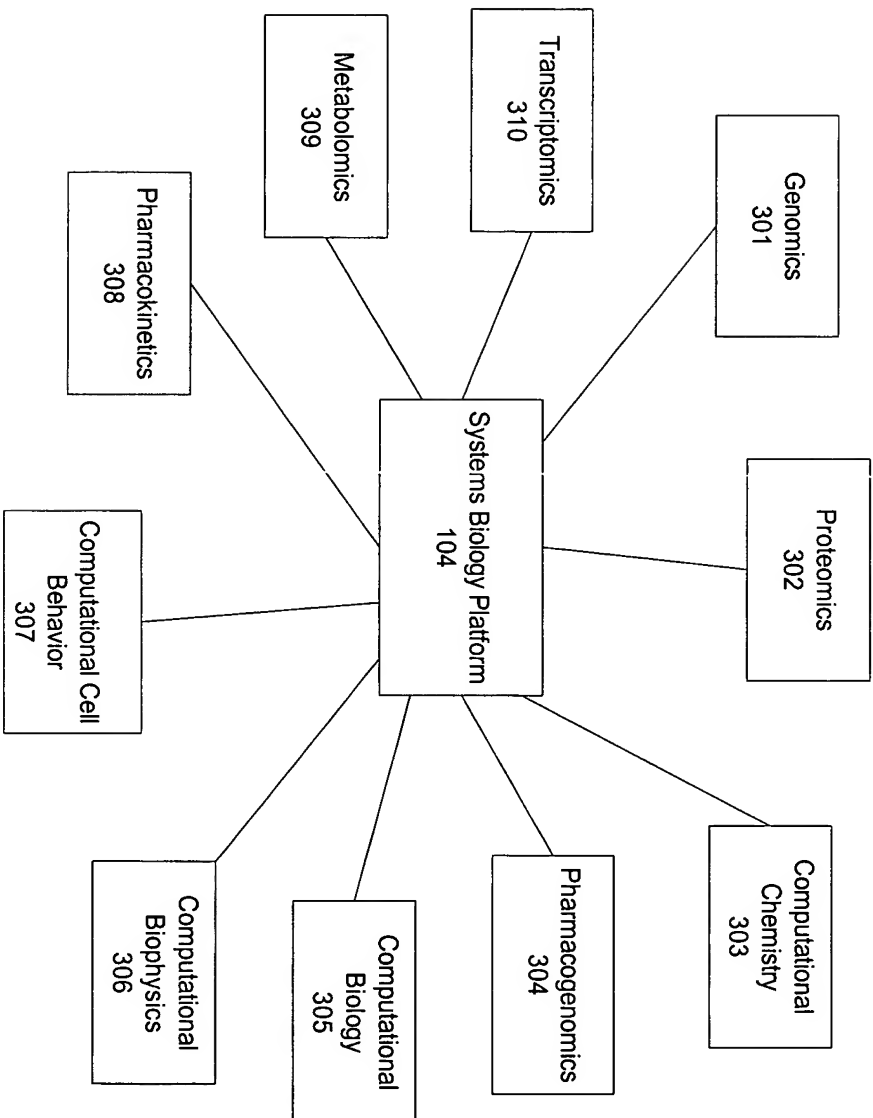 Genomics
301
Proteomics
302
Computational
Chemistry
303
Pharmacogenomics
304
Computational
Biology
305
Computational
Biophysics
306
Computational Cell
Behavior
307
Pharmacokinetics
308
Metabolomics
309
Transcriptomics
310
Systems Biology Platform
104